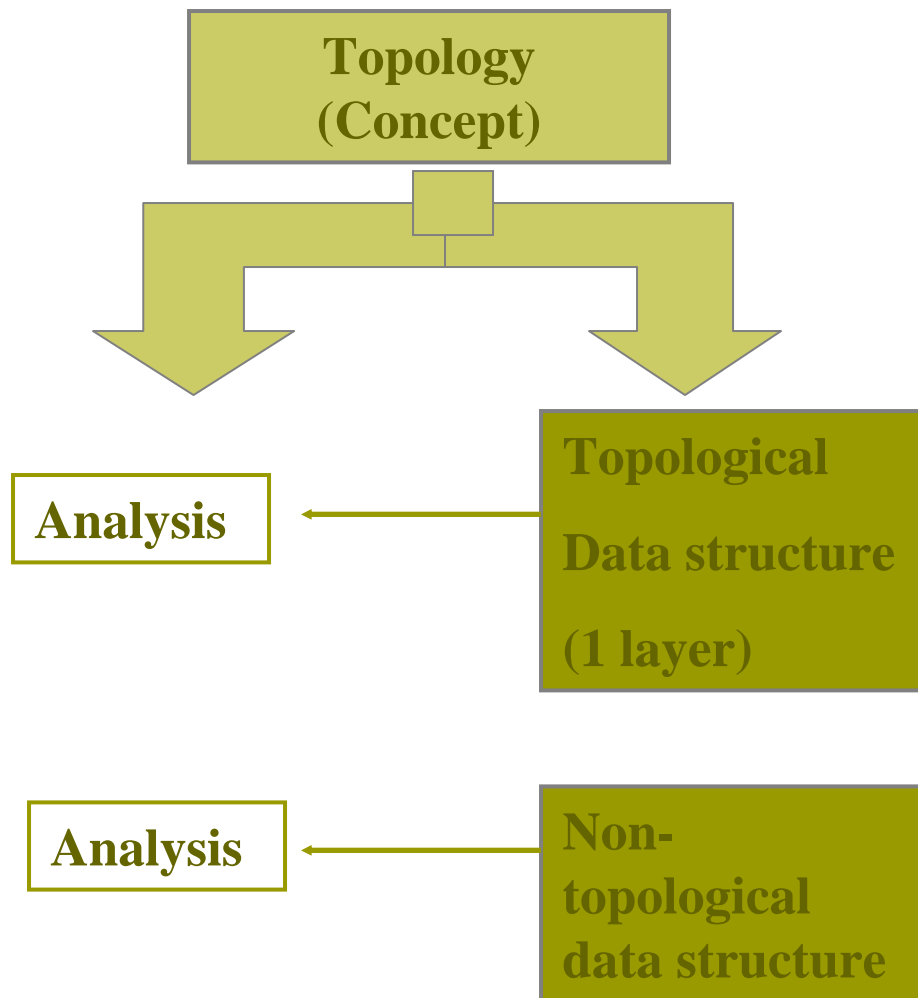 Topology
(Concept)
Topological
Analysis
Data structure
(1 layer)
Non-
Analysis
topological
data structure